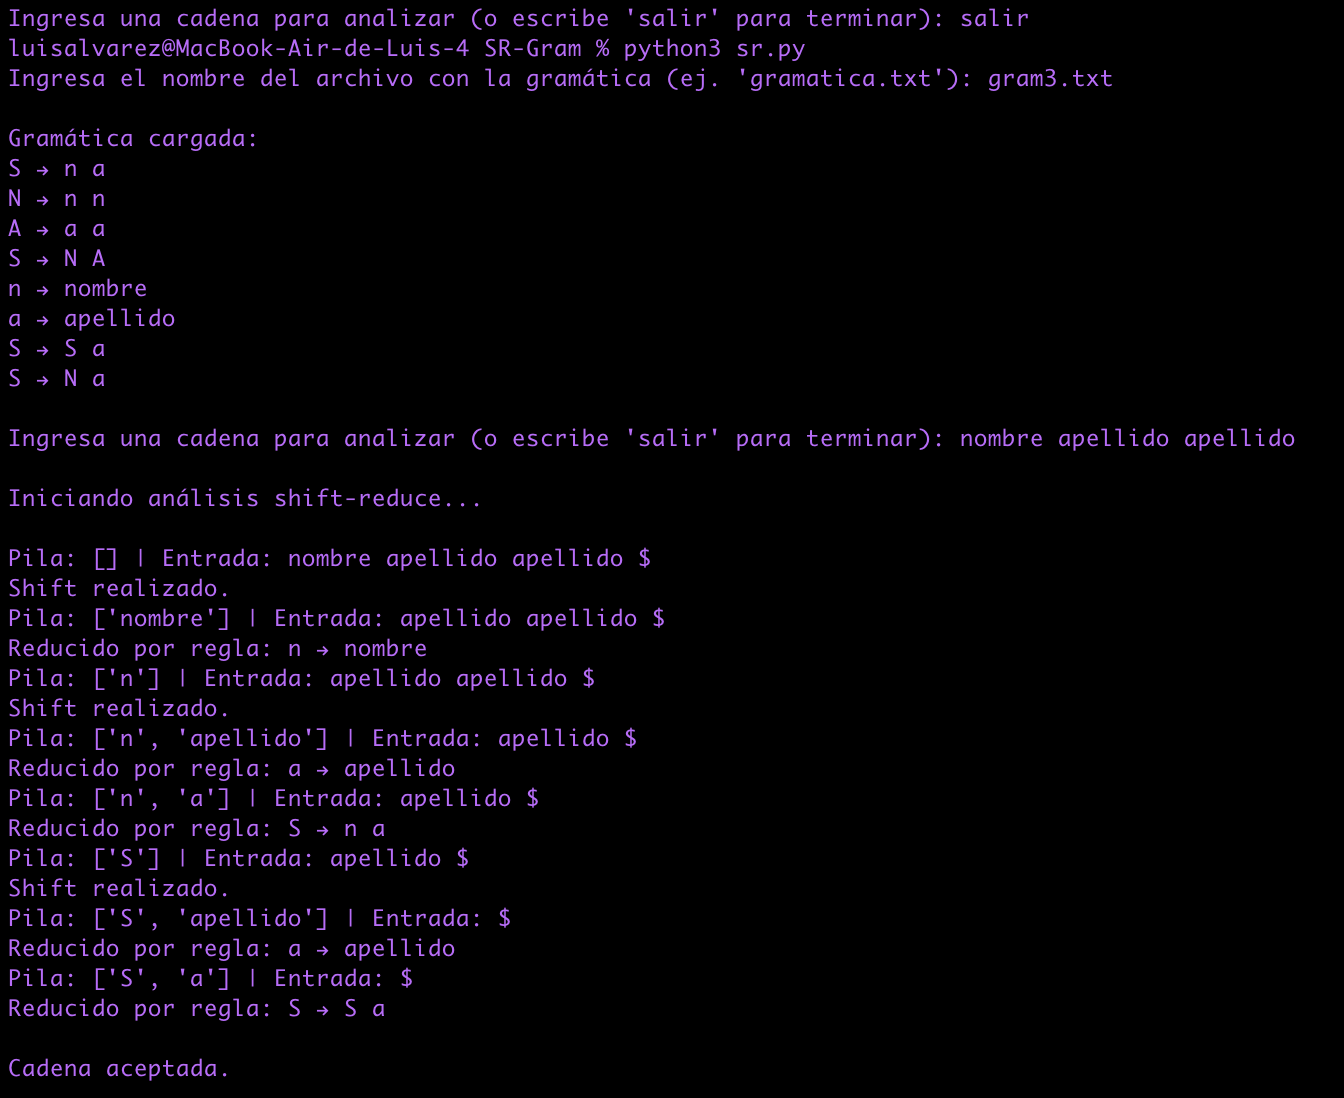 Ingresa una cadena para analizar (o escribe 'salir' para terminar): salir
luisalvarez@MacBook-Air-de-Luis-4 SR-Gram % python3 sr.py
Ingresa el nombre del archivo con la gramática (ej. 'gramatica.txt'): gram3.txt
Gramática cargada:
S → n a
N → n n
A → a a
S → N A
n → nombre
a → apellido
S → S a
S → N a
Ingresa una cadena para analizar (o escribe 'salir' para terminar): nombre apellido apellido
Iniciando análisis shift-reduce...
Pila: [] | Entrada: nombre apellido apellido $
Shift realizado.
Pila: ['nombre'] | Entrada: apellido apellido $
Reducido por regla: n → nombre
Pila: ['n'] | Entrada: apellido apellido $
Shift realizado.
Pila: ['n', 'apellido'] | Entrada: apellido $
Reducido por regla: a → apellido
Pila: ['n', 'a'] | Entrada: apellido $
Reducido por regla: S → n a
Pila: ['S'] | Entrada: apellido $
Shift realizado.
Pila: ['S', 'apellido'] | Entrada: $
Reducido por regla: a → apellido
Pila: ['S', 'a'] | Entrada: $
Reducido por regla: S → S a
Cadena aceptada.